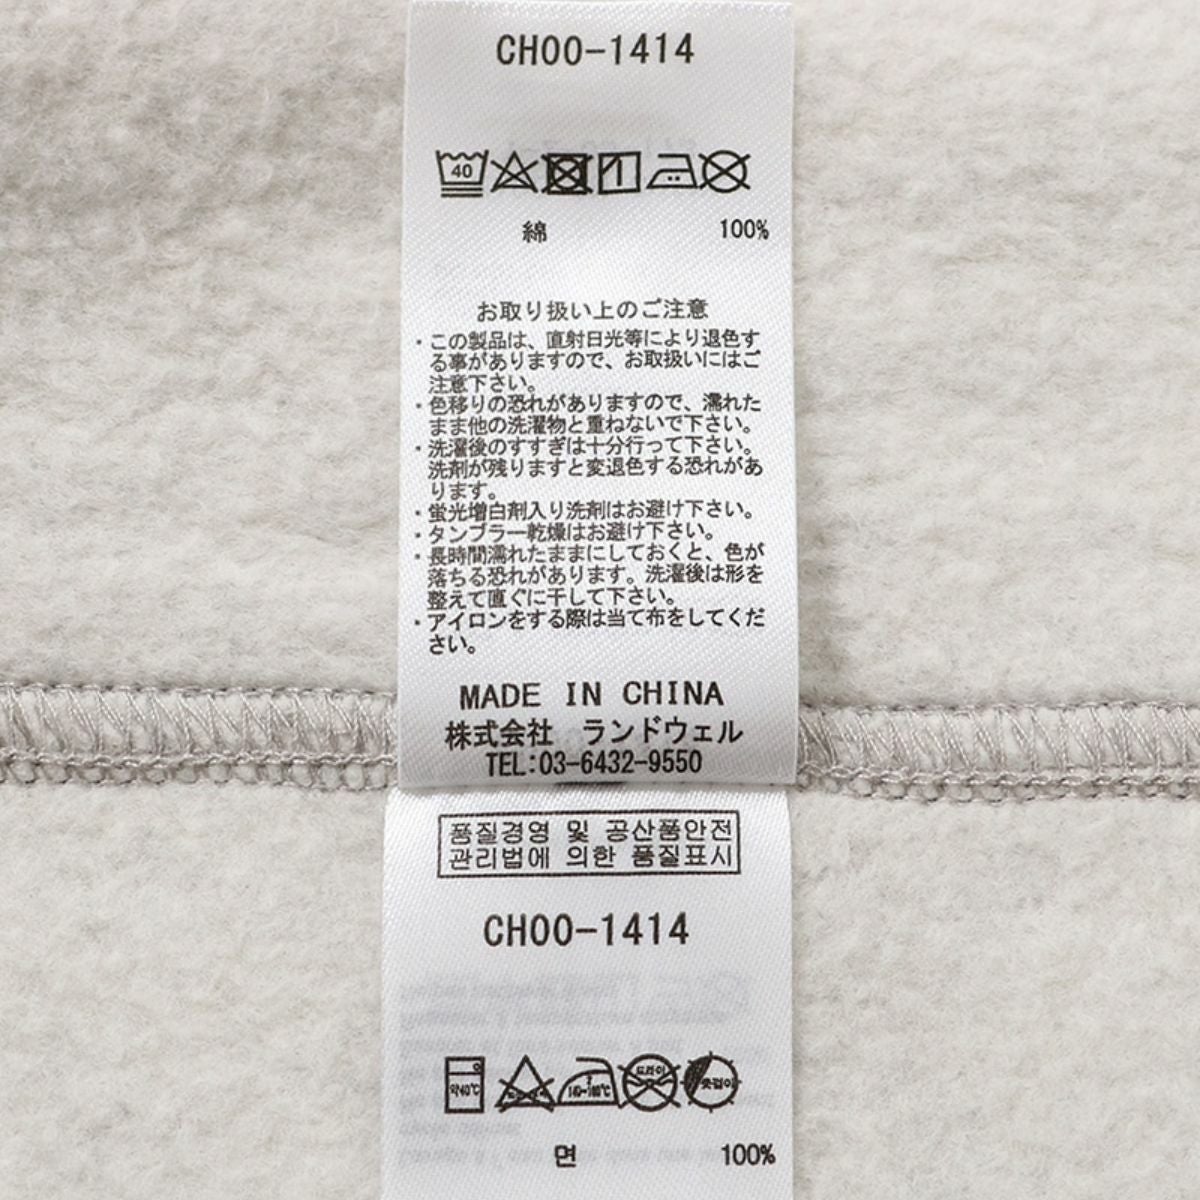 CH00-1414
40
綿 100%
お取り扱い上のご注意
・この製品は、直射日光等により退色す
る事がありますので、お取扱いにはご
注意下さい。
・色移りの恐れがありますので、濡れた
まま他の洗濯物と重ねないで下さい。
・洗濯後のすすぎは十分行って下さい。
洗剤が残りますと変退色する恐れがあ
ります。
・蛍光増白剤入り洗剤はお避け下さい。
・タンブラー乾燥はお避け下さい。
・長時間濡れたままにしておくと、色が
落ちる恐れがあります。洗濯後は形を
整えて直ぐに干して下さい。
・アイロンをする際は当て布をしてくだ
さい。
MADE IN CHINA
株式会社 ランドウェル
TEL:03-6432-9550
품질경영 및 공산품안전
관리법에 의한 품질표시
CH00-1414
약40℃ 드라이 옷걸이
면 100%